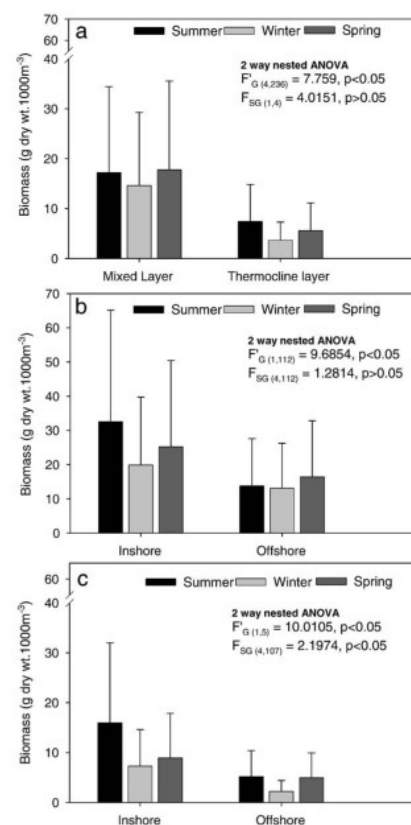 70
60
40
30
20
10
0
a
Summer Winter Spring
2 way nested ANOVA
F'G (4,236) = 7.759, p<0.05
FSG (1,4) = 4.0151, p>0.05
Biomass (g dry wt.1000m-3)
Mixed Layer Thermocline layer
70
60
50
40
30
20
10
0
b
Summer Winter Spring
2 way nested ANOVA
F'G (1,112) = 9.6854, p<0.05
FSG (4,112) = 1.2814, p>0.05
Biomass (g dry wt.1000m-3)
Inshore Offshore
60
40
30
20
10
0
c
Summer Winter Spring
2 way nested ANOVA
F'G (1,5) = 10.0105, p<0.05
FSG (4,107) = 2.1974, p<0.05
Biomass (g dry wt.1000m-3)
Inshore Offshore